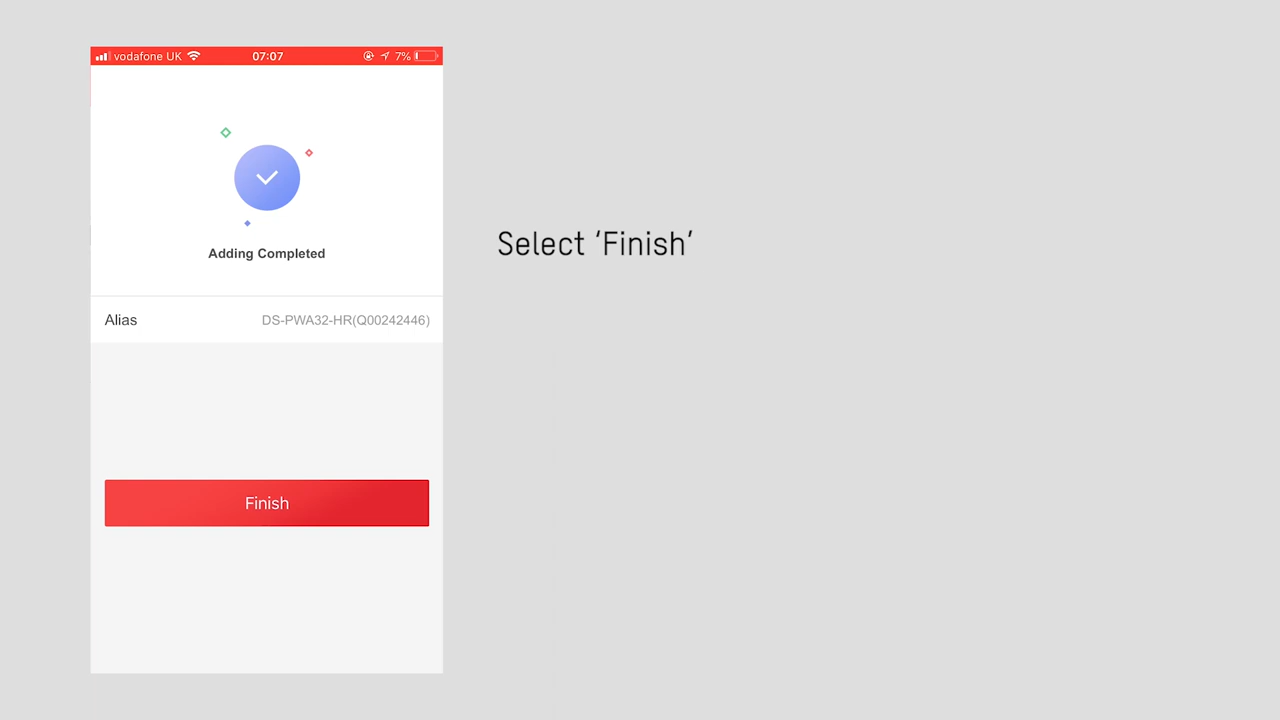 vodafone UK 07:07 7%
Adding Completed
Alias DS-PWA32-HR(Q00242446)
Finish
Select ‘Finish’